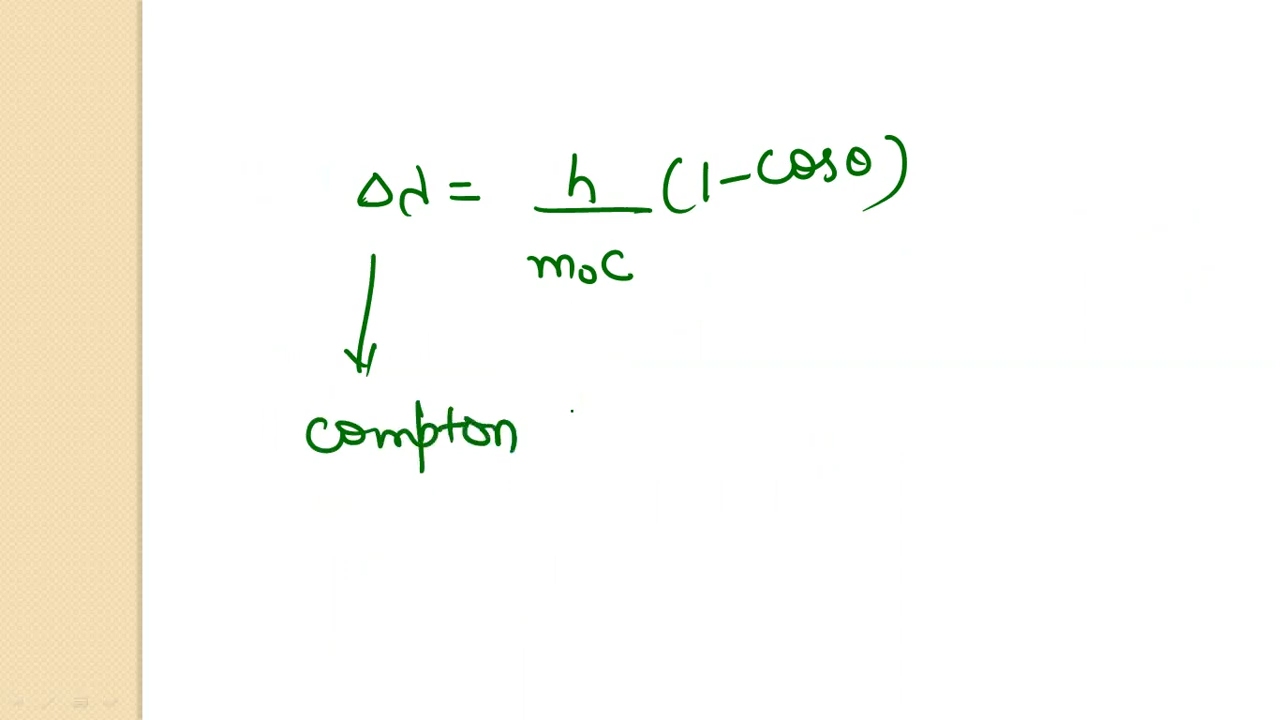 Δλ = h/m₀c (1-cosθ)
compton